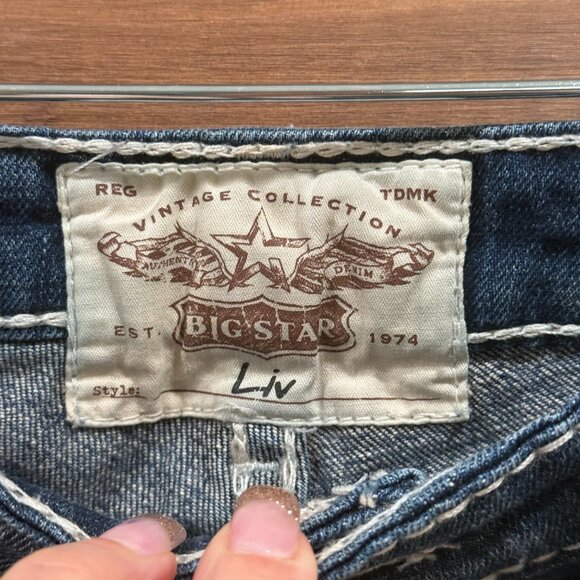 REG TDMK
VINTAGE COLLECTION
AUTHENTIC DENIM
BIG STAR
EST. 1974
Style: Liv